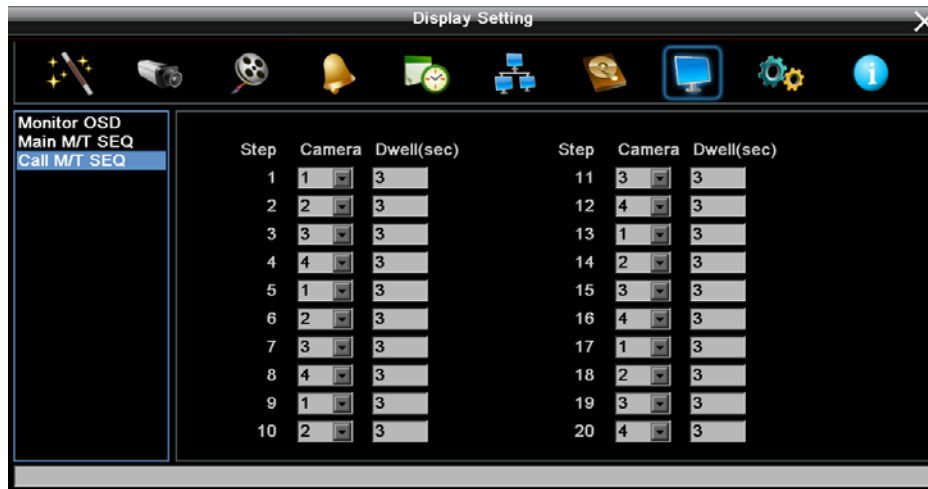 Display Setting
Monitor OSD
Main M/T SEQ
Call M/T SEQ
Step Camera Dwell(sec) Step Camera Dwell(sec)
1 1 3 11 3 3
2 2 3 12 4 3
3 3 3 13 1 3
4 4 3 14 2 3
5 1 3 15 3 3
6 2 3 16 4 3
7 3 3 17 1 3
8 4 3 18 2 3
9 1 3 19 3 3
10 2 3 20 4 3